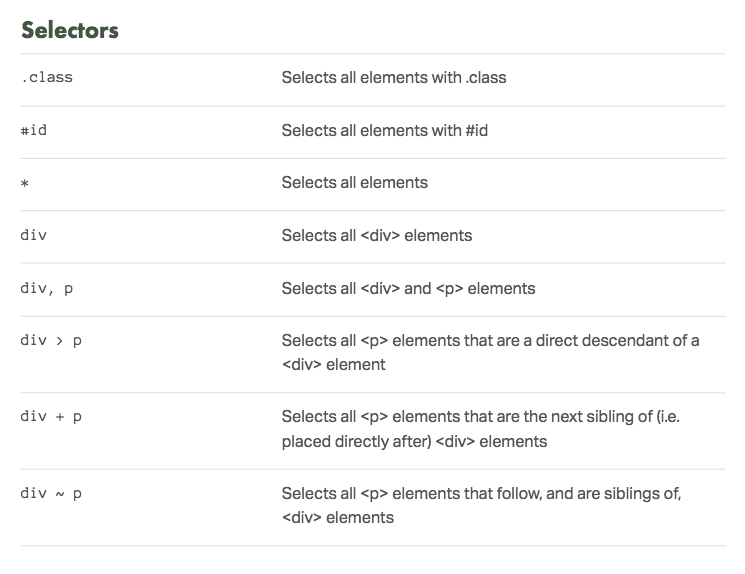 Selectors
.class Selects all elements with .class
#id Selects all elements with #id
* Selects all elements
div Selects all <div> elements
div, p Selects all <div> and <p> elements
div > p Selects all <p> elements that are a direct descendant of a
<div> element
div + p Selects all <p> elements that are the next sibling of (i.e.
placed directly after) <div> elements
div ~ p Selects all <p> elements that follow, and are siblings of,
<div> elements